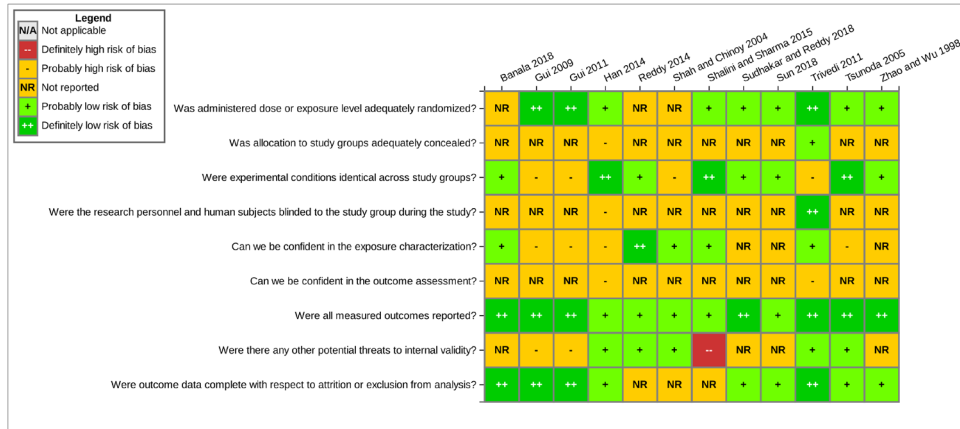 Legend
N/A Not applicable
-- Definitely high risk of bias
- Probably high risk of bias
NR Not reported
+ Probably low risk of bias
++ Definitely low risk of bias
Banala 2018
Gui 2009
Gui 2011
Han 2014
Reddy 2014
Shah and Chinoy 2004
Shalini and Sharma 2015
Sudhakar and Reddy 2018
Sun 2018
Trivedi 2011
Tsunoda 2005
Zhao and Wu 1998
Was administered dose or exposure level adequately randomized? NR ++ ++ + NR NR + + + ++ + +
Was allocation to study groups adequately concealed? NR NR NR - NR NR NR NR NR + NR NR
Were experimental conditions identical across study groups? + - - ++ + - ++ + + - ++ +
Were the research personnel and human subjects blinded to the study group during the study? NR NR NR - NR NR NR NR NR ++ NR NR
Can we be confident in the exposure characterization? + - - - ++ + + NR NR + - NR
Can we be confident in the outcome assessment? NR NR NR - NR NR NR NR NR - NR NR
Were all measured outcomes reported? ++ ++ ++ + + + + ++ + ++ ++ ++
Were there any other potential threats to internal validity? NR - - + + + -- NR NR + + NR
Were outcome data complete with respect to attrition or exclusion from analysis? ++ ++ ++ + NR NR NR + + ++ + +